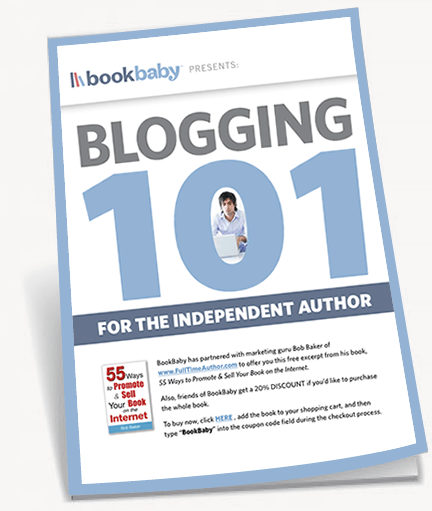 bookbaby™ PRESENTS:
BLOGGING
101
FOR THE INDEPENDENT AUTHOR
BookBaby has partnered with marketing guru Bob Baker of
www.FullTimeAuthor.com to offer you this free excerpt from his book,
55 Ways to Promote & Sell Your Book on the Internet.
Also, friends of BookBaby get a 20% DISCOUNT if you'd like to purchase
the whole book.
To buy now, click HERE , add the book to your shopping cart, and then
type "BookBaby" into the coupon code field during the checkout process.
55 Ways
to Promote
& Sell
Your Book
on the
Internet
Bob Baker